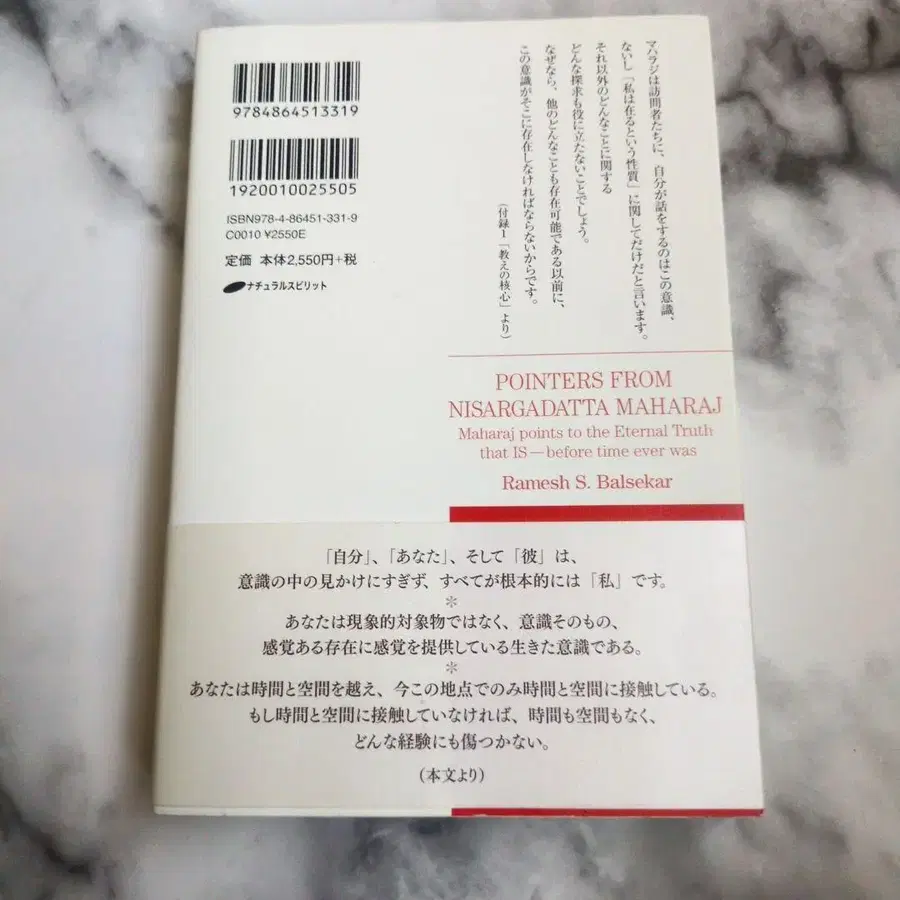 マハラジは訪問者たちに、自分が話をするのはこの意識、
ないし「私は在るという性質」に関してだけだと言います。
それ以外のどんなことに関する
どんな探求も役に立たないことでしょう。
なぜなら、他のどんなことも存在可能である以前に、
この意識がそこに存在しなければならないからです。
(付録1「教えの核心」より)
9784864513319
1920010025505
ISBN978-4-86451-331-9
C0010 ¥2550E
定価 本体2,550円+税
ナチュラルスピリット
POINTERS FROM
NISARGADATTA MAHARAJ
Maharaj points to the Eternal Truth
that IS—before time ever was
Ramesh S. Balsekar
「自分」、「あなた」、そして「彼」は、
意識の中の見かけにすぎず、すべてが根本的には「私」です。
*
あなたは現象的対象物ではなく、意識そのもの、
感覚ある存在に感覚を提供している生きた意識である。
*
あなたは時間と空間を越え、今この地点でのみ時間と空間に接触している。
もし時間と空間に接触していなければ、時間も空間もなく、
どんな経験にも傷つかない。
(本文より)